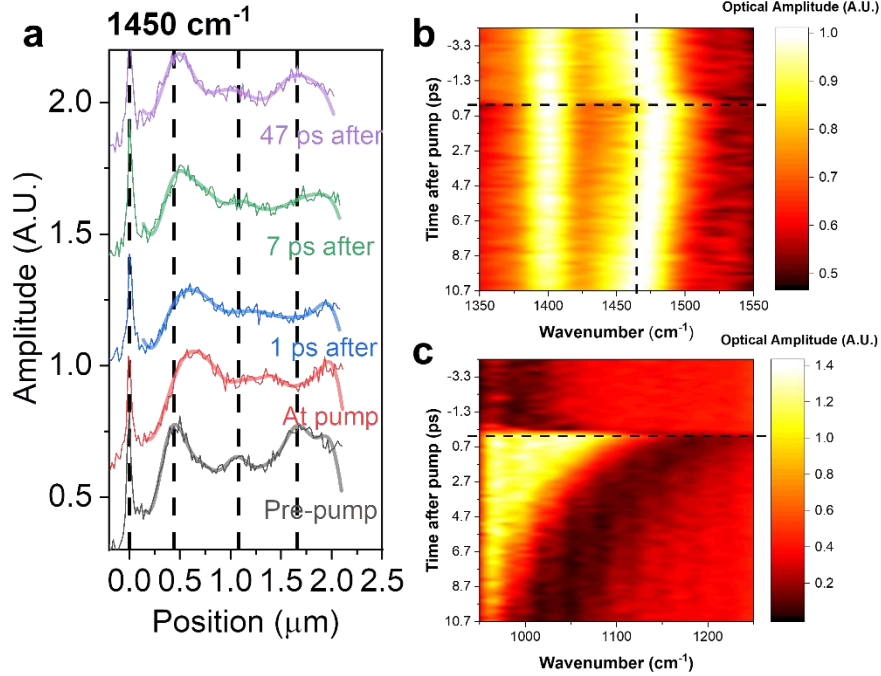 a
1450 cm⁻¹
Amplitude (A.U.)
2.0
1.5
1.0
0.5
47 ps after
7 ps after
1 ps after
At pump
Pre-pump
0.0 0.5 1.0 1.5 2.0 2.5
Position (μm)
b
Optical Amplitude (A.U.)
Time after pump (ps)
-3.3
-1.3
0.7
2.7
4.7
6.7
8.7
10.7
1350 1400 1450 1500 1550
Wavenumber (cm⁻¹)
1.0
0.9
0.8
0.7
0.6
0.5
c
Optical Amplitude (A.U.)
Time after pump (ps)
-3.3
-1.3
0.7
2.7
4.7
6.7
8.7
10.7
1000 1100 1200
Wavenumber (cm⁻¹)
1.4
1.2
1.0
0.8
0.6
0.4
0.2